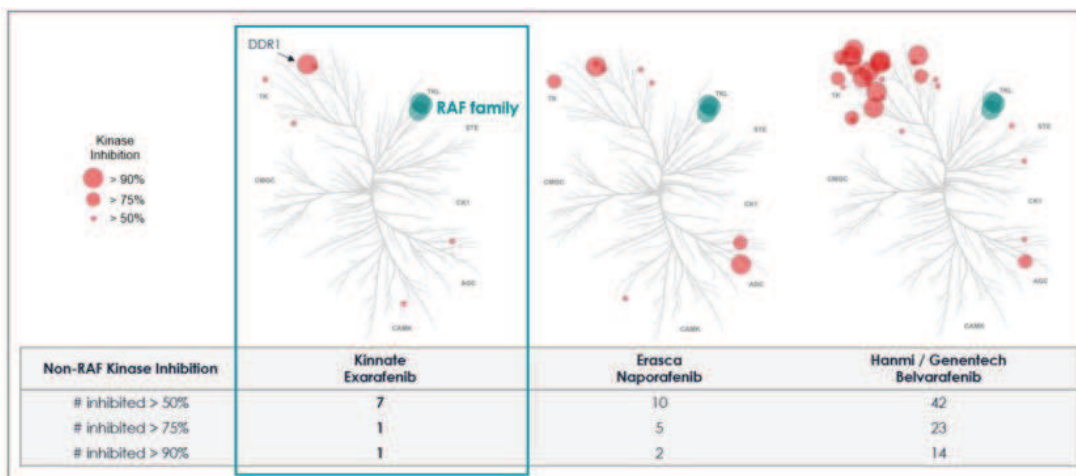 DDR1
TK
TKL
RAF family
STE
CMGC
CK1
AGC
CAMK
Kinase
Inhibition
> 90%
> 75%
> 50%
TK
TKL
STE
CMGC
CK1
AGC
CAMK
TK
TKL
STE
CMGC
CK1
AGC
CAMK
Non-RAF Kinase Inhibition
Kinnate
Exarafenib
Erasca
Naporafenib
Hanmi / Genentech
Belvarafenib
# inhibited > 50% 7 10 42
# inhibited > 75% 1 5 23
# inhibited > 90% 1 2 14